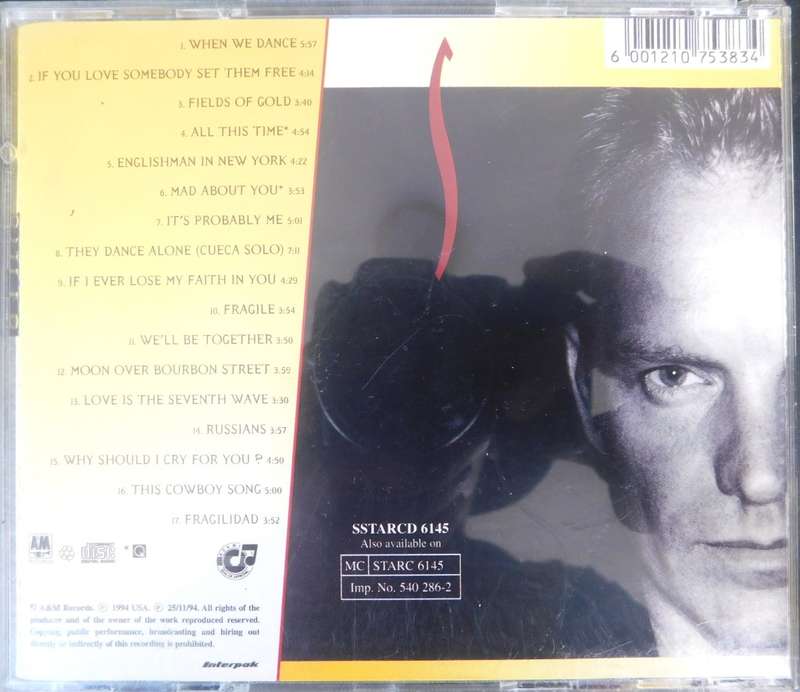 1. WHEN WE DANCE 5:57
2. IF YOU LOVE SOMEBODY SET THEM FREE 4:14
3. FIELDS OF GOLD 3:40
4. ALL THIS TIME* 4:54
5. ENGLISHMAN IN NEW YORK 4:22
6. MAD ABOUT YOU* 3:53
7. IT'S PROBABLY ME 5:01
8. THEY DANCE ALONE (CUECA SOLO) 7:11
9. IF I EVER LOSE MY FAITH IN YOU 4:29
10. FRAGILE 3:54
11. WE'LL BE TOGETHER 3:50
12. MOON OVER BOURBON STREET 3:59
13. LOVE IS THE SEVENTH WAVE 3:30
14. RUSSIANS 3:57
15. WHY SHOULD I CRY FOR YOU ? 4:50
16. THIS COWBOY SONG 5:00
17. FRAGILIDAD 3:52
6 001210 753834
SSTARCD 6145
Also available on
MC STARC 6145
Imp. No. 540 286-2
A&M
disc
DIGITAL AUDIO
* Q
℗ A&M Records. © 1994 USA. ℗ 25/11/94. All rights of the
producer and of the owner of the work reproduced reserved.
Copying, public performance, broadcasting and hiring out
directly or indirectly of this recording is prohibited.
Interpak